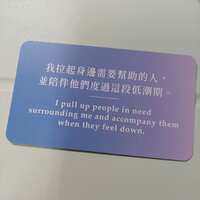 我拉起身邊需要幫助的人，
並陪伴他們度過這段低潮期。
I pull up people in need
surrounding me and accompany them
when they feel down.